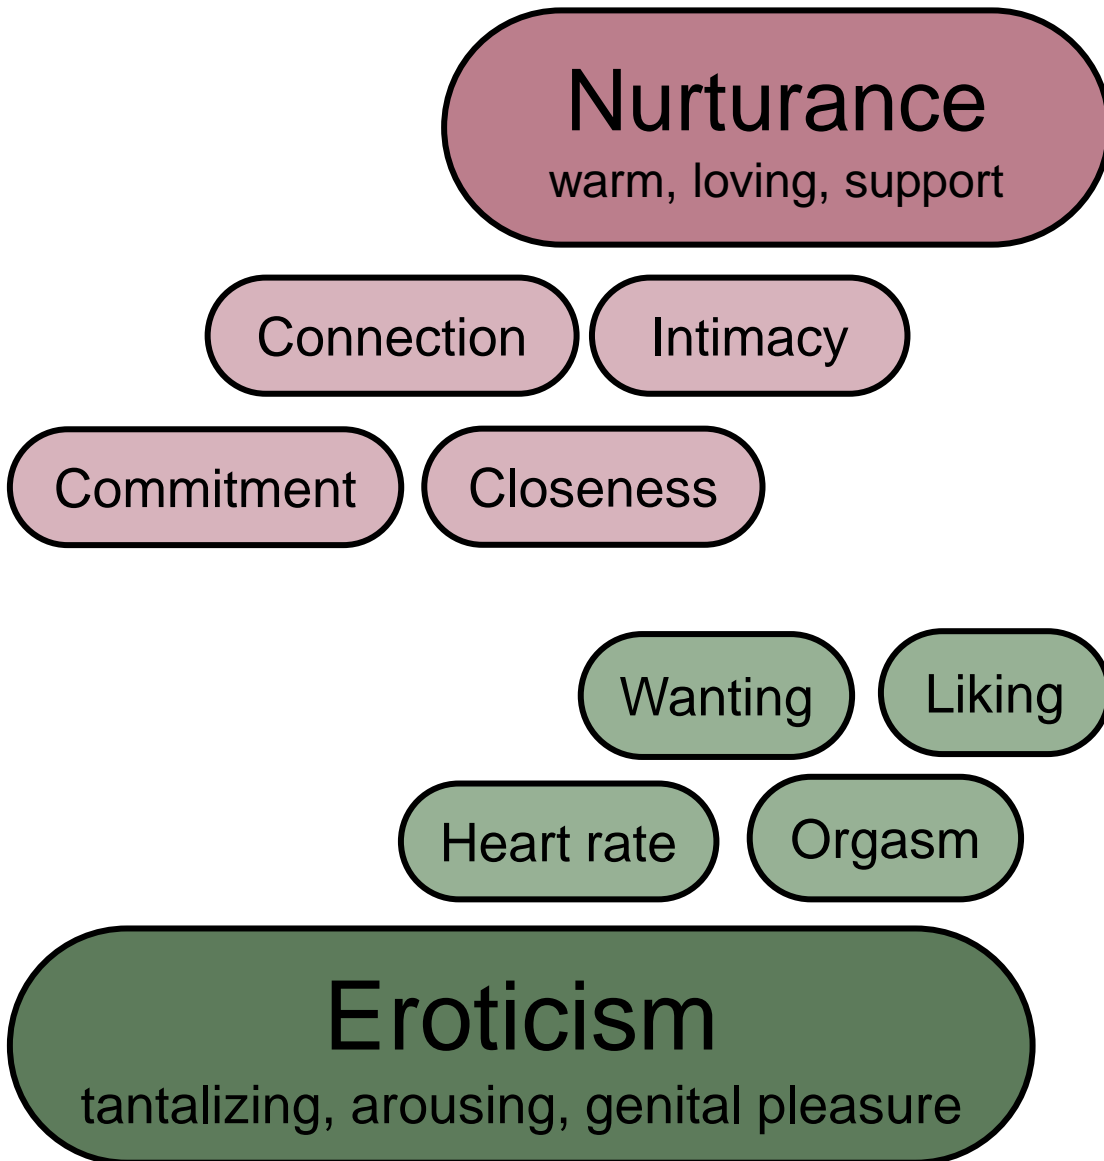 Nurturance
warm, loving, support
Connection
Intimacy
Commitment
Closeness
Wanting
Liking
Heart rate
Orgasm
Eroticism
tantalizing, arousing, genital pleasure